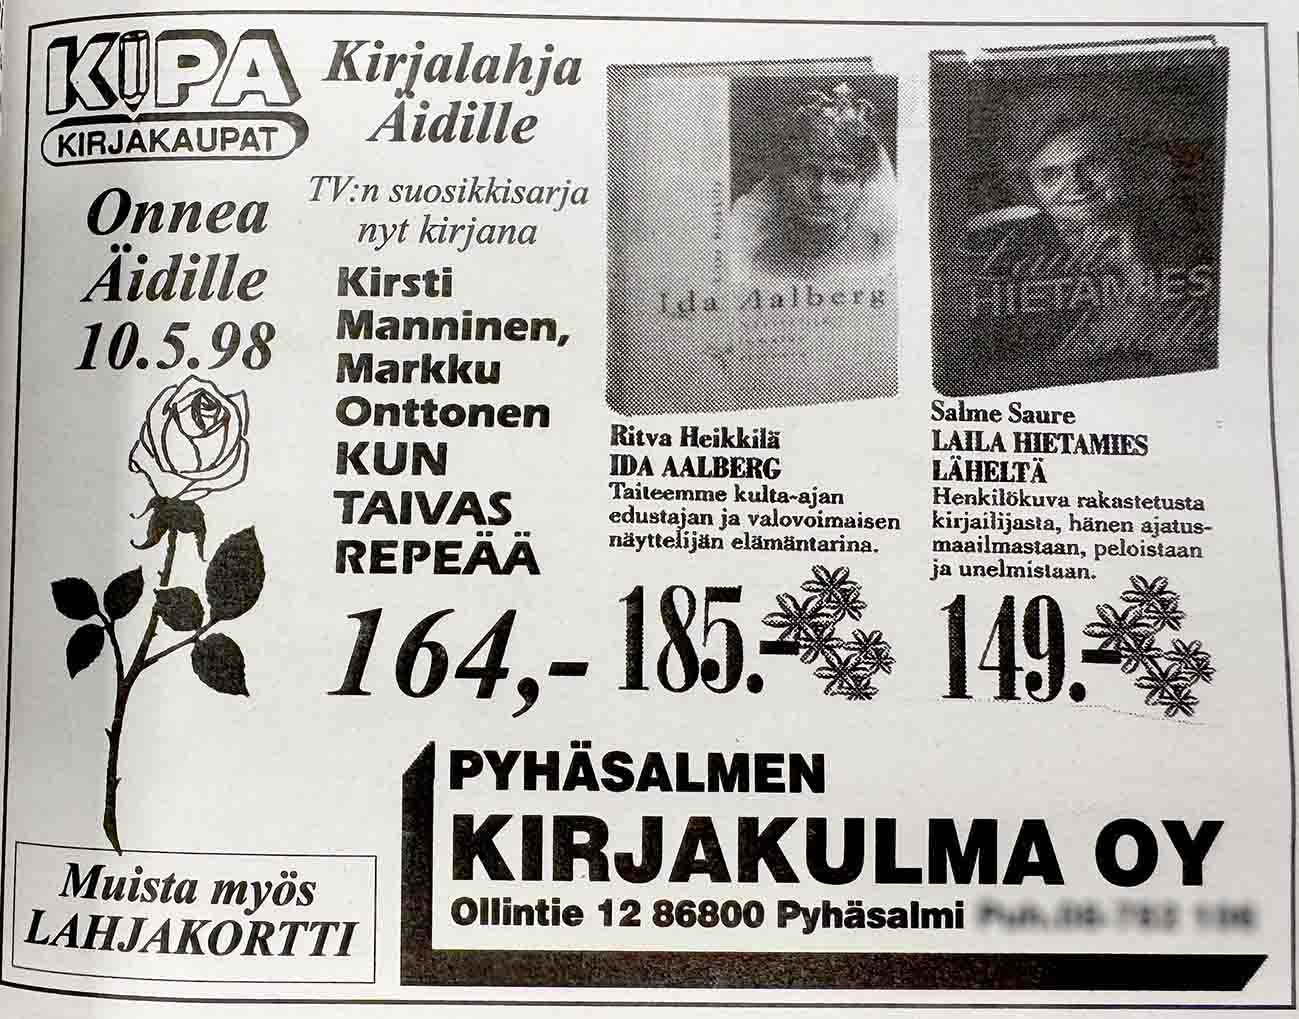 KIPA
KIRJAKAUPAT
Onnea
Äidille
10.5.98
Muista myös
LAHJAKORTTI
Kirjalahja
Äidille
TV:n suosikkisarja
nyt kirjana
Kirsti
Manninen,
Markku
Onttonen
KUN
TAIVAS
REPEÄÄ
164,-
Ida Aalberg
Ritva Heikkilä
IDA AALBERG
Taiteemme kulta-ajan
edustajan ja valovoimaisen
näyttelijän elämäntarina.
185.-
HIETAMIES
Salme Saure
LAILA HIETAMIES
LÄHELTÄ
Henkilökuva rakastetusta
kirjailijasta, hänen ajatus-
maailmastaan, peloistaan
ja unelmistaan.
149.-
PYHÄSALMEN
KIRJAKULMA OY
Ollintie 12 86800 Pyhäsalmi